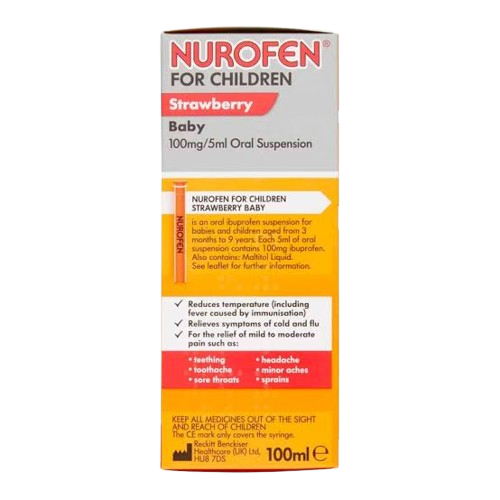 NUROFEN®
FOR CHILDREN
Strawberry
Baby
100mg/5ml Oral Suspension
NUROFEN
NUROFEN FOR CHILDREN
STRAWBERRY BABY
is an oral ibuprofen suspension for
babies and children aged from 3
months to 9 years. Each 5ml of oral
suspension contains 100mg ibuprofen.
Also contains: Maltitol Liquid.
See leaflet for further information.
✓ Reduces temperature (including
fever caused by immunisation)
✓ Relieves symptoms of cold and flu
✓ For the relief of mild to moderate
pain such as:
• teething
• toothache
• sore throats
• headache
• minor aches
• sprains
KEEP ALL MEDICINES OUT OF THE SIGHT
AND REACH OF CHILDREN
The CE mark only covers the syringe.
Reckitt Benckiser
Healthcare (UK) Ltd,
HU8 7DS
100ml ℮